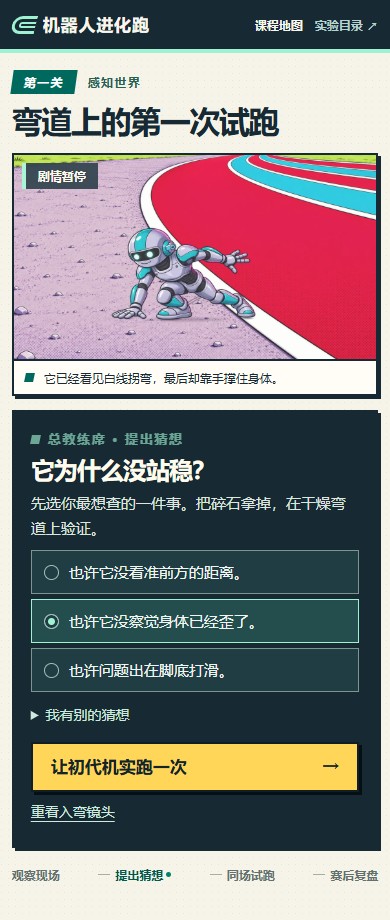 机器人进化跑
课程地图 实验目录 ↗
第一关 感知世界
弯道上的第一次试跑
剧情暂停
它已经看见白线拐弯，最后却靠手撑住身体。
总教练席 • 提出猜想
它为什么没站稳？
先选你最想查的一件事。把碎石拿掉，在干燥弯
道上验证。
也许它没看准前方的距离。
也许它没察觉身体已经歪了。
也许问题出在脚底打滑。
▶ 我有别的猜想
让初代机实跑一次 →
重看入弯镜头
观察现场 — 提出猜想 • — 同场试跑 — 赛后复盘